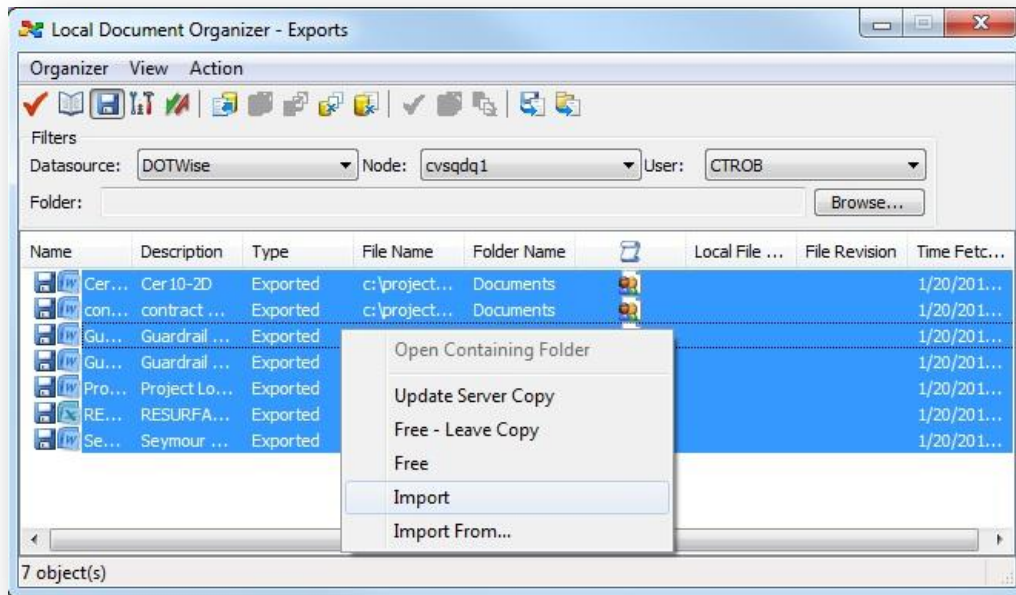 Local Document Organizer - Exports
Organizer View Action
Filters
Datasource: DOTWise Node: cvsqdq1 User: CTROB
Folder: Browse...
Name Description Type File Name Folder Name Local File ... File Revision Time Fetc...
Cer... Cer10-2D Exported c:\project... Documents 1/20/201...
con... contract ... Exported c:\project... Documents 1/20/201...
Gu... Guardrail ... Exported 1/20/201...
Gu... Guardrail ... Exported 1/20/201...
Pro... Project Lo... Exported 1/20/201...
RE... RESURFA... Exported 1/20/201...
Se... Seymour ... Exported 1/20/201...
Open Containing Folder
Update Server Copy
Free - Leave Copy
Free
Import
Import From...
7 object(s)